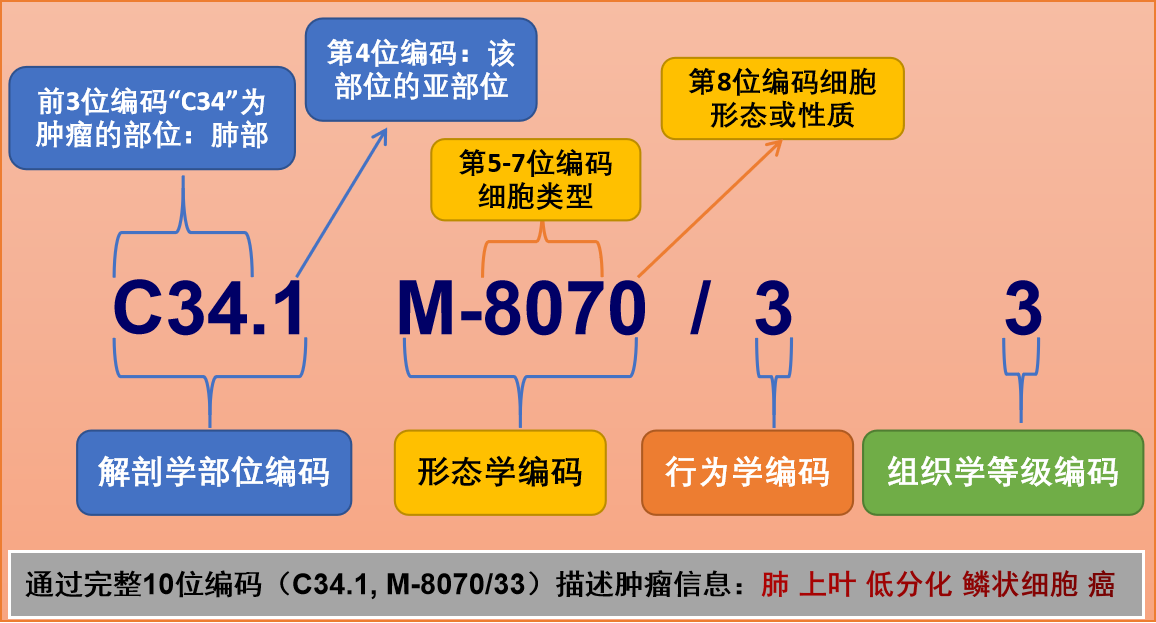 第4位编码：该
部位的亚部位
前3位编码“C34”为
肿瘤的部位：肺部
第8位编码细胞
形态或性质
第5-7位编码
细胞类型
C34.1 M-8070 / 3 3
解剖学部位编码
形态学编码
行为学编码
组织学等级编码
通过完整10位编码（C34.1, M-8070/33）描述肿瘤信息：肺 上叶 低分化 鳞状细胞 癌